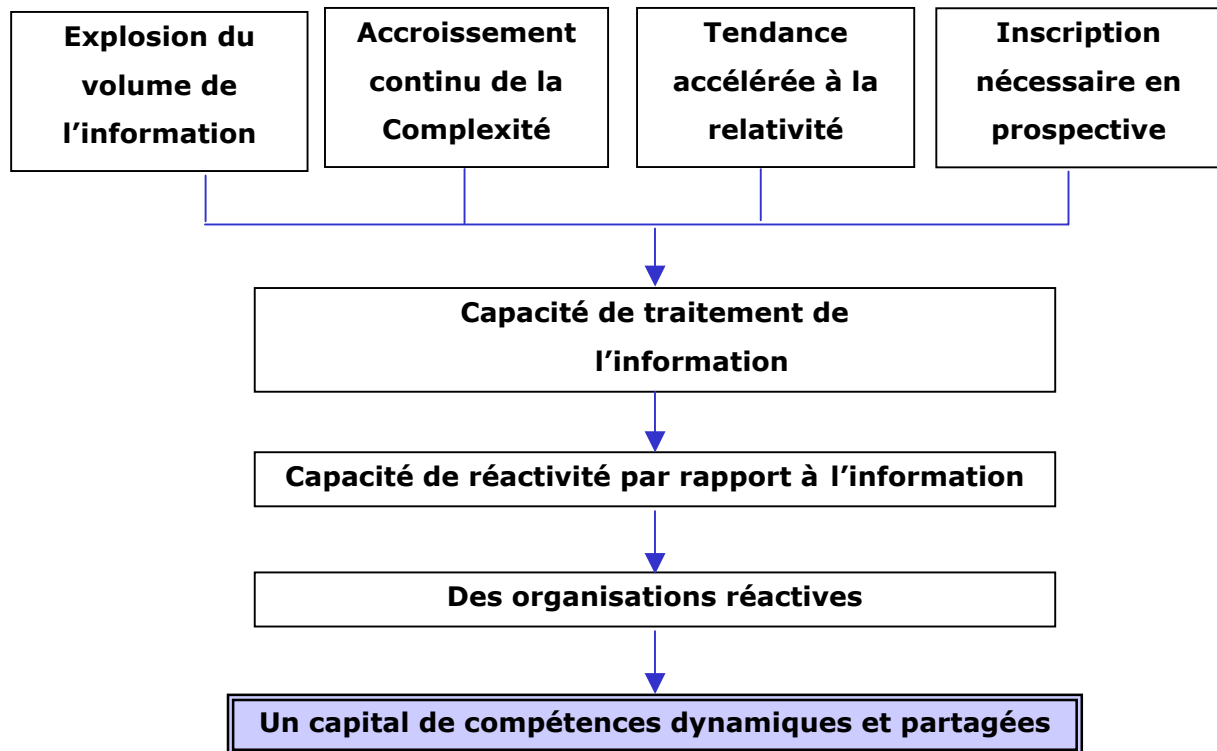 Explosion du
volume de
l’information
Accroissement
continu de la
Complexité
Tendance
accélérée à la
relativité
Inscription
nécessaire en
prospective
Capacité de traitement de
l’information
Capacité de réactivité par rapport à l’information
Des organisations réactives
Un capital de compétences dynamiques et partagées